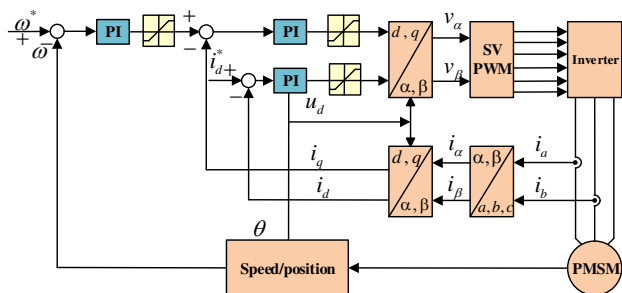 ω*
+
ω
−
PI
+
−
PI
d, q
α, β
v_α
v_β
SV
PWM
Inverter
i_d*
+
−
PI
u_d
i_q
i_d
d, q
α, β
i_α
i_β
α, β
a, b, c
i_a
i_b
θ
Speed/position
PMSM